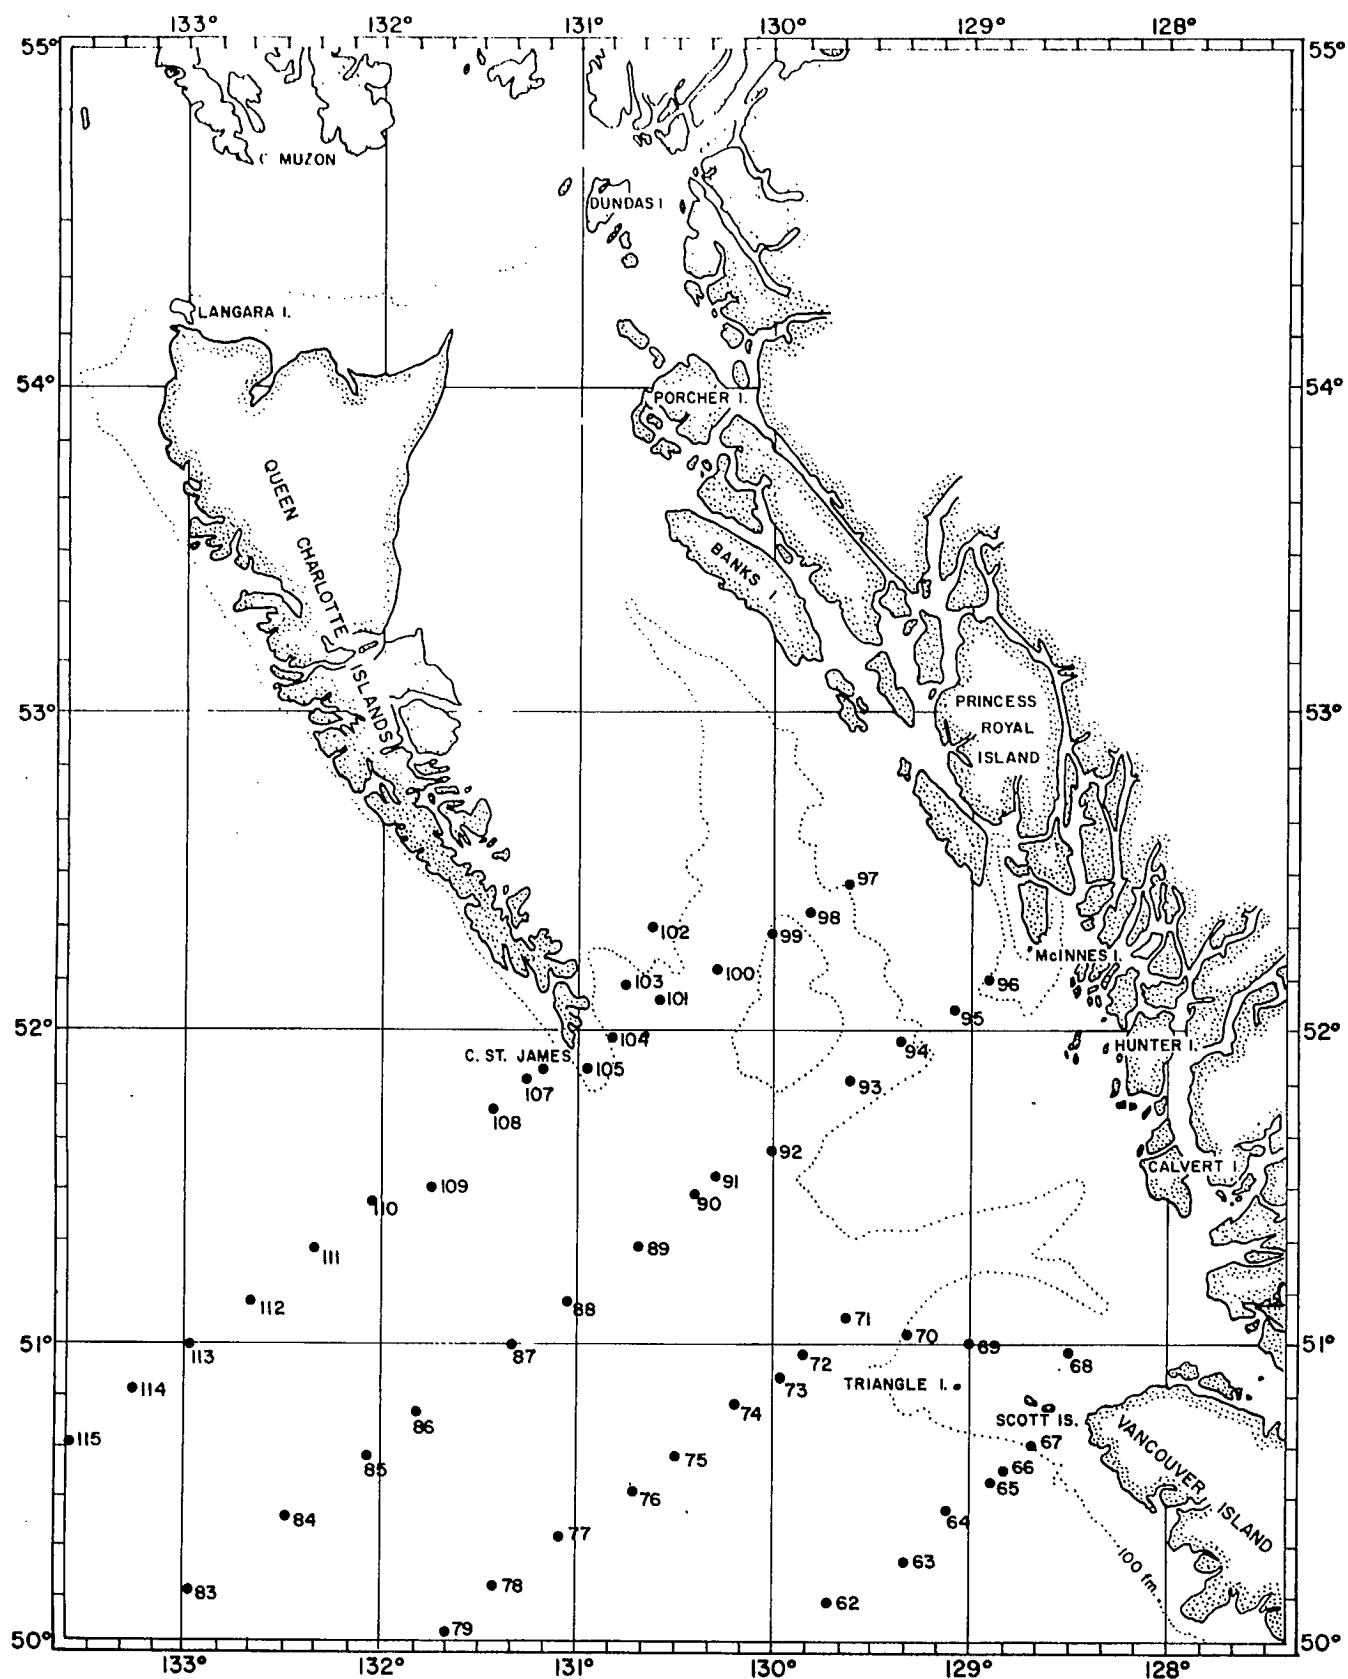 133° 132° 131° 130° 129° 128°
55° 55°
C. MUZON
DUNDAS I
LANGARA I.
54° 54°
PORCHER I.
QUEEN CHARLOTTE ISLANDS
BANKS I.
53° 53°
PRINCESS
ROYAL
ISLAND
97
98
102 99
McINNES I.
103 100 96
101
95
52° 52°
104 94
HUNTER I.
C. ST. JAMES
105
107 93
108
92
CALVERT I.
109 91
110 90
111 89
112 88
71
70
51° 51°
113 87 69
72 68
114 73
TRIANGLE I.
86 74
SCOTT IS.
115 67
VANCOUVER ISLAND
85 75
66
65
76
84 64
77
63
100 fm.
83 78
62
79
50° 50°
133° 132° 131° 130° 129° 128°